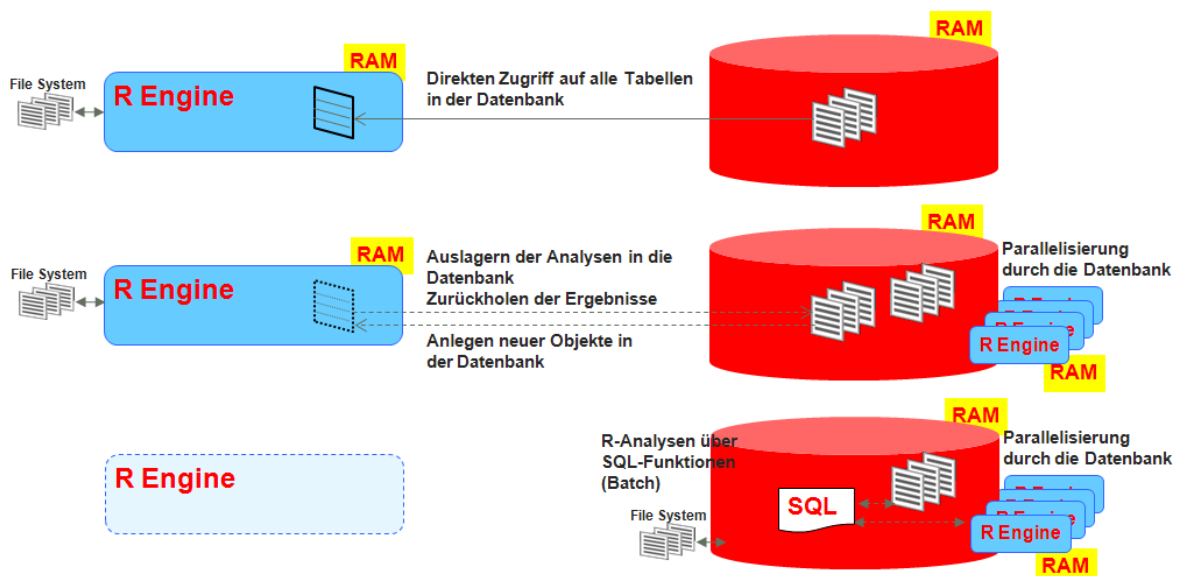 RAM
RAM
File System
R Engine
Direkten Zugriff auf alle Tabellen
in der Datenbank
RAM
RAM
File System
R Engine
Auslagern der Analysen in die
Datenbank
Zurückholen der Ergebnisse
Anlegen neuer Objekte in
der Datenbank
Parallelisierung
durch die Datenbank
R Engine
RAM
RAM
R Engine
R-Analysen über
SQL-Funktionen
(Batch)
File System
SQL
Parallelisierung
durch die Datenbank
R Engine
RAM